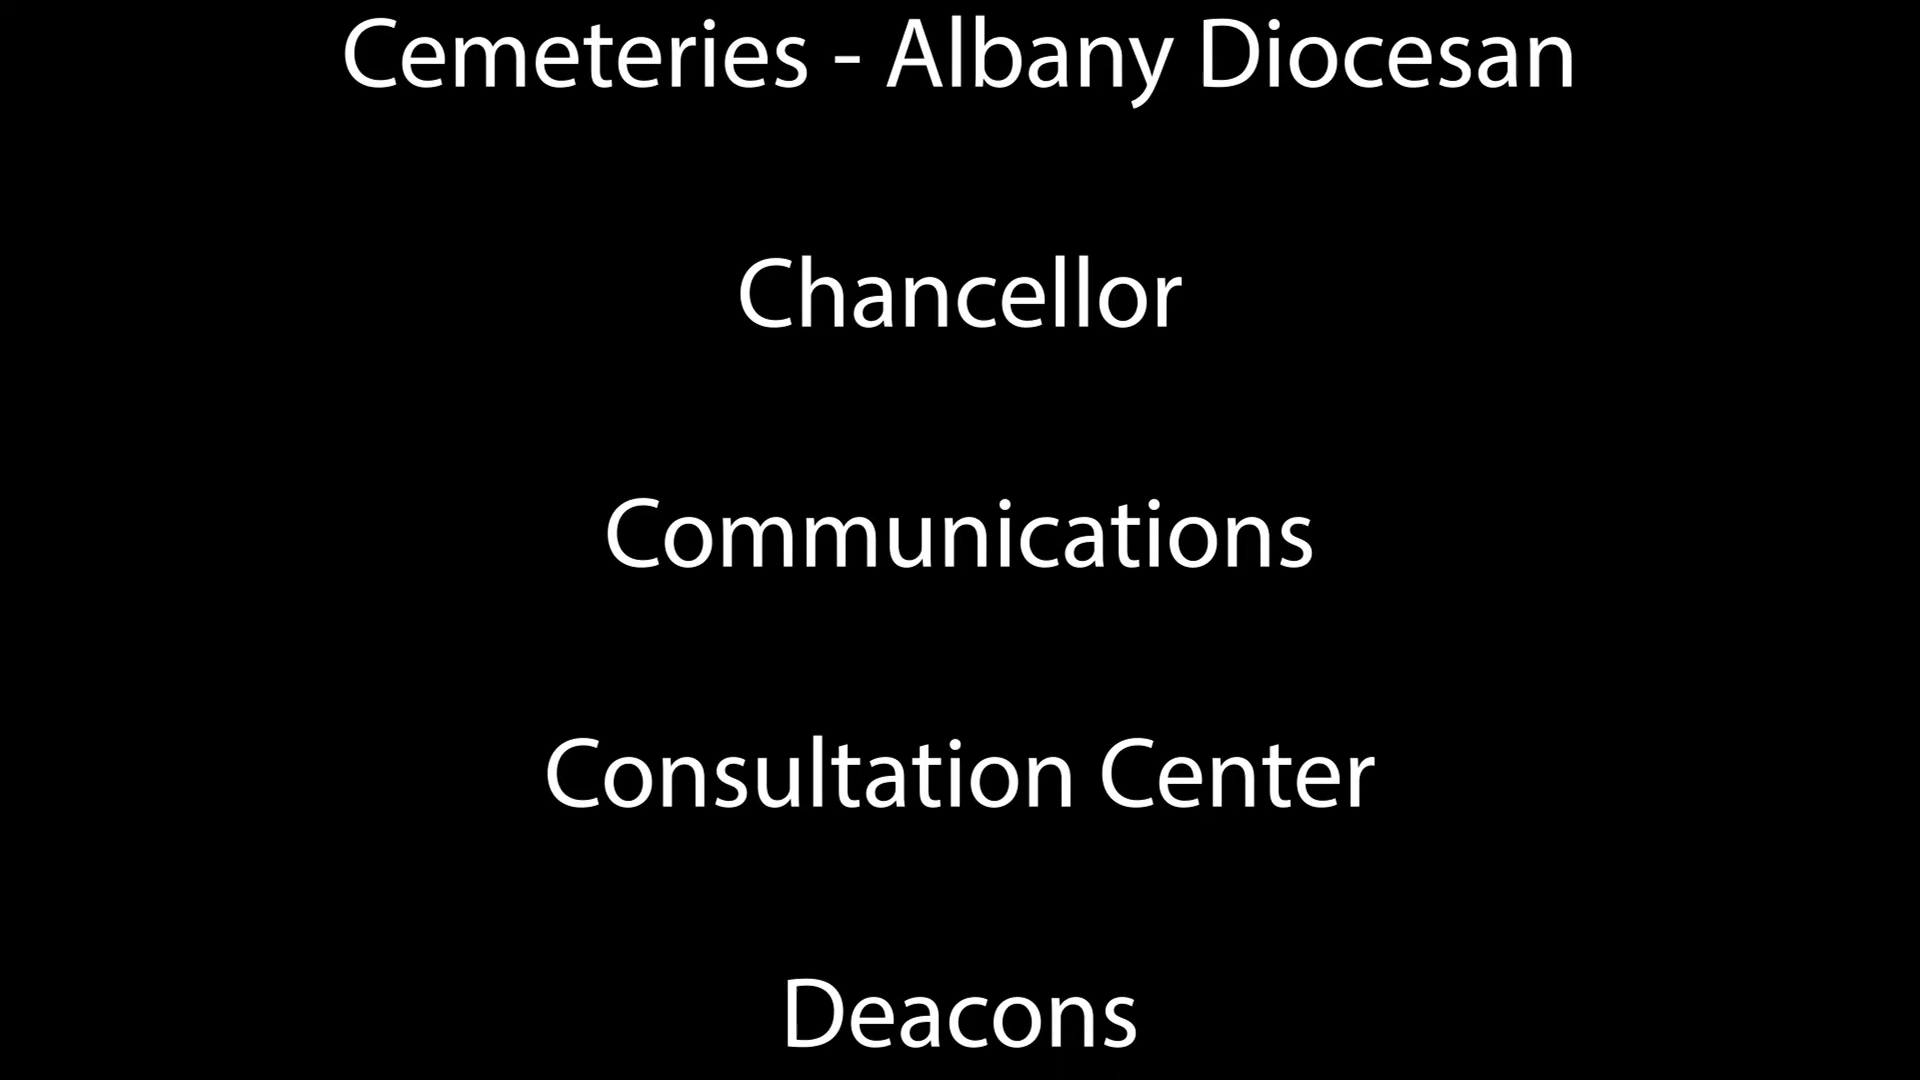 Cemeteries - Albany Diocesan
Chancellor
Communications
Consultation Center
Deacons